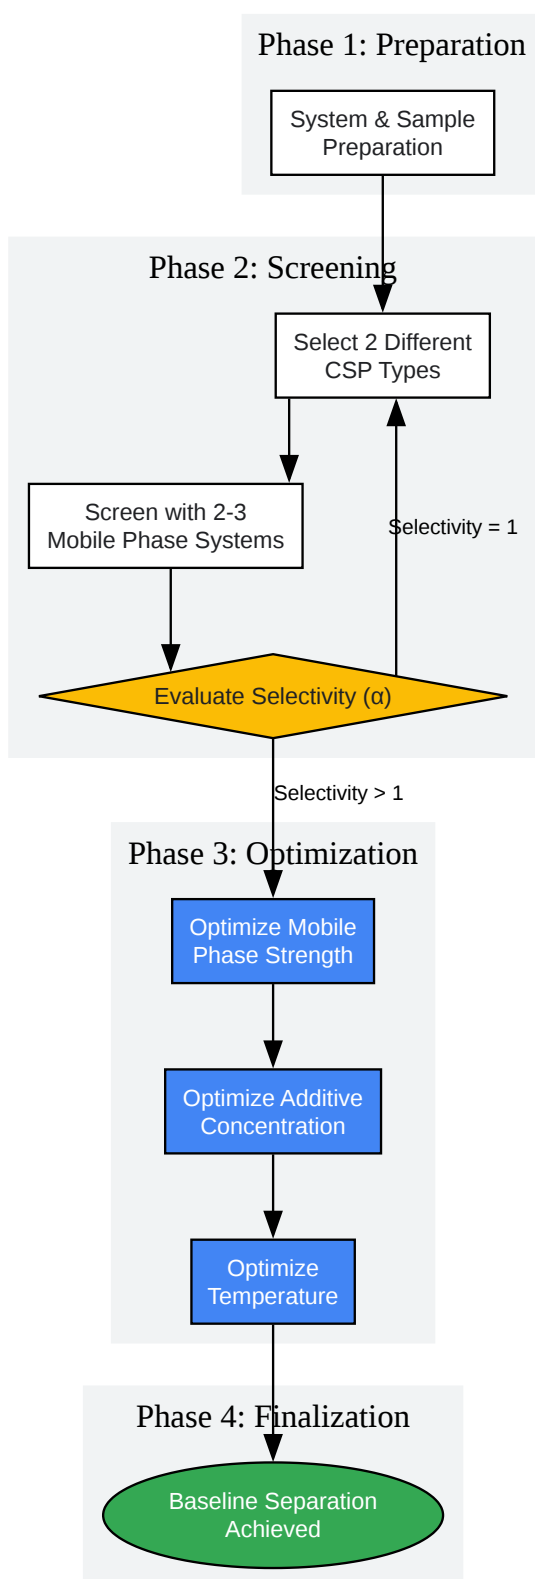 Phase 1: Preparation
System & Sample
Preparation
Phase 2: Screening
Select 2 Different
CSP Types
Screen with 2-3
Mobile Phase Systems
Selectivity = 1
Evaluate Selectivity (α)
Selectivity > 1
Phase 3: Optimization
Optimize Mobile
Phase Strength
Optimize Additive
Concentration
Optimize
Temperature
Phase 4: Finalization
Baseline Separation
Achieved